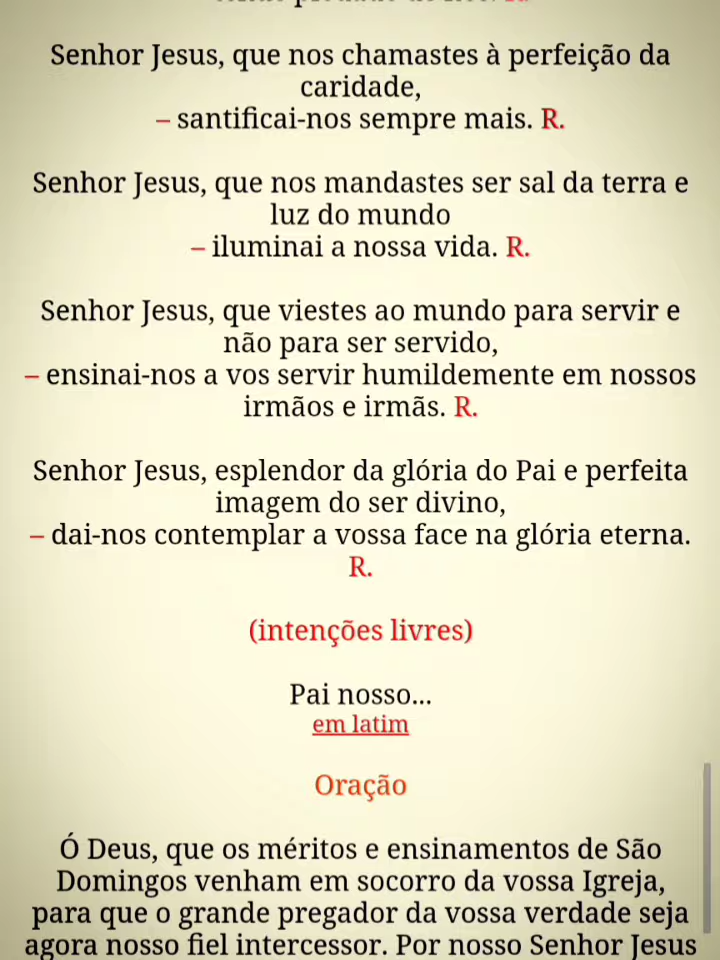 Senhor Jesus, que nos chamastes à perfeição da
caridade,
– santificai-nos sempre mais. R.
Senhor Jesus, que nos mandastes ser sal da terra e
luz do mundo
– iluminai a nossa vida. R.
Senhor Jesus, que viestes ao mundo para servir e
não para ser servido,
– ensinai-nos a vos servir humildemente em nossos
irmãos e irmãs. R.
Senhor Jesus, esplendor da glória do Pai e perfeita
imagem do ser divino,
– dai-nos contemplar a vossa face na glória eterna.
R.
(intenções livres)
Pai nosso...
em latim
Oração
Ó Deus, que os méritos e ensinamentos de São
Domingos venham em socorro da vossa Igreja,
para que o grande pregador da vossa verdade seja
agora nosso fiel intercessor. Por nosso Senhor Jesus